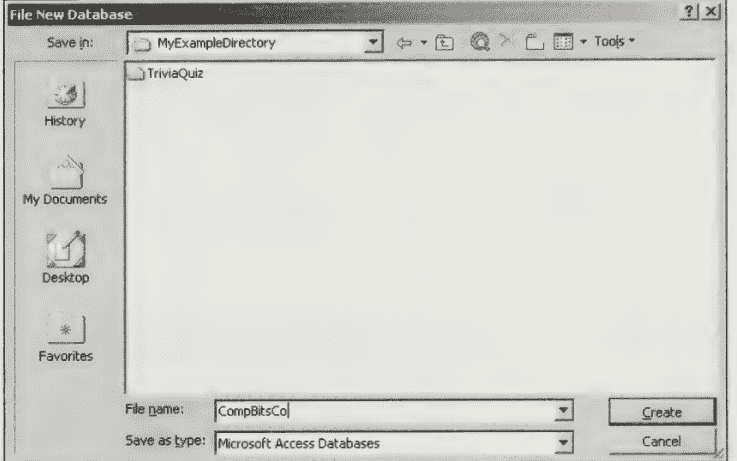 File New Database
Save in: MyExampleDirectory Tools
TriviaQuiz
History
My Documents
Desktop
Favorites
File name: CompBitsCo Create
Save as type: Microsoft Access Databases Cancel